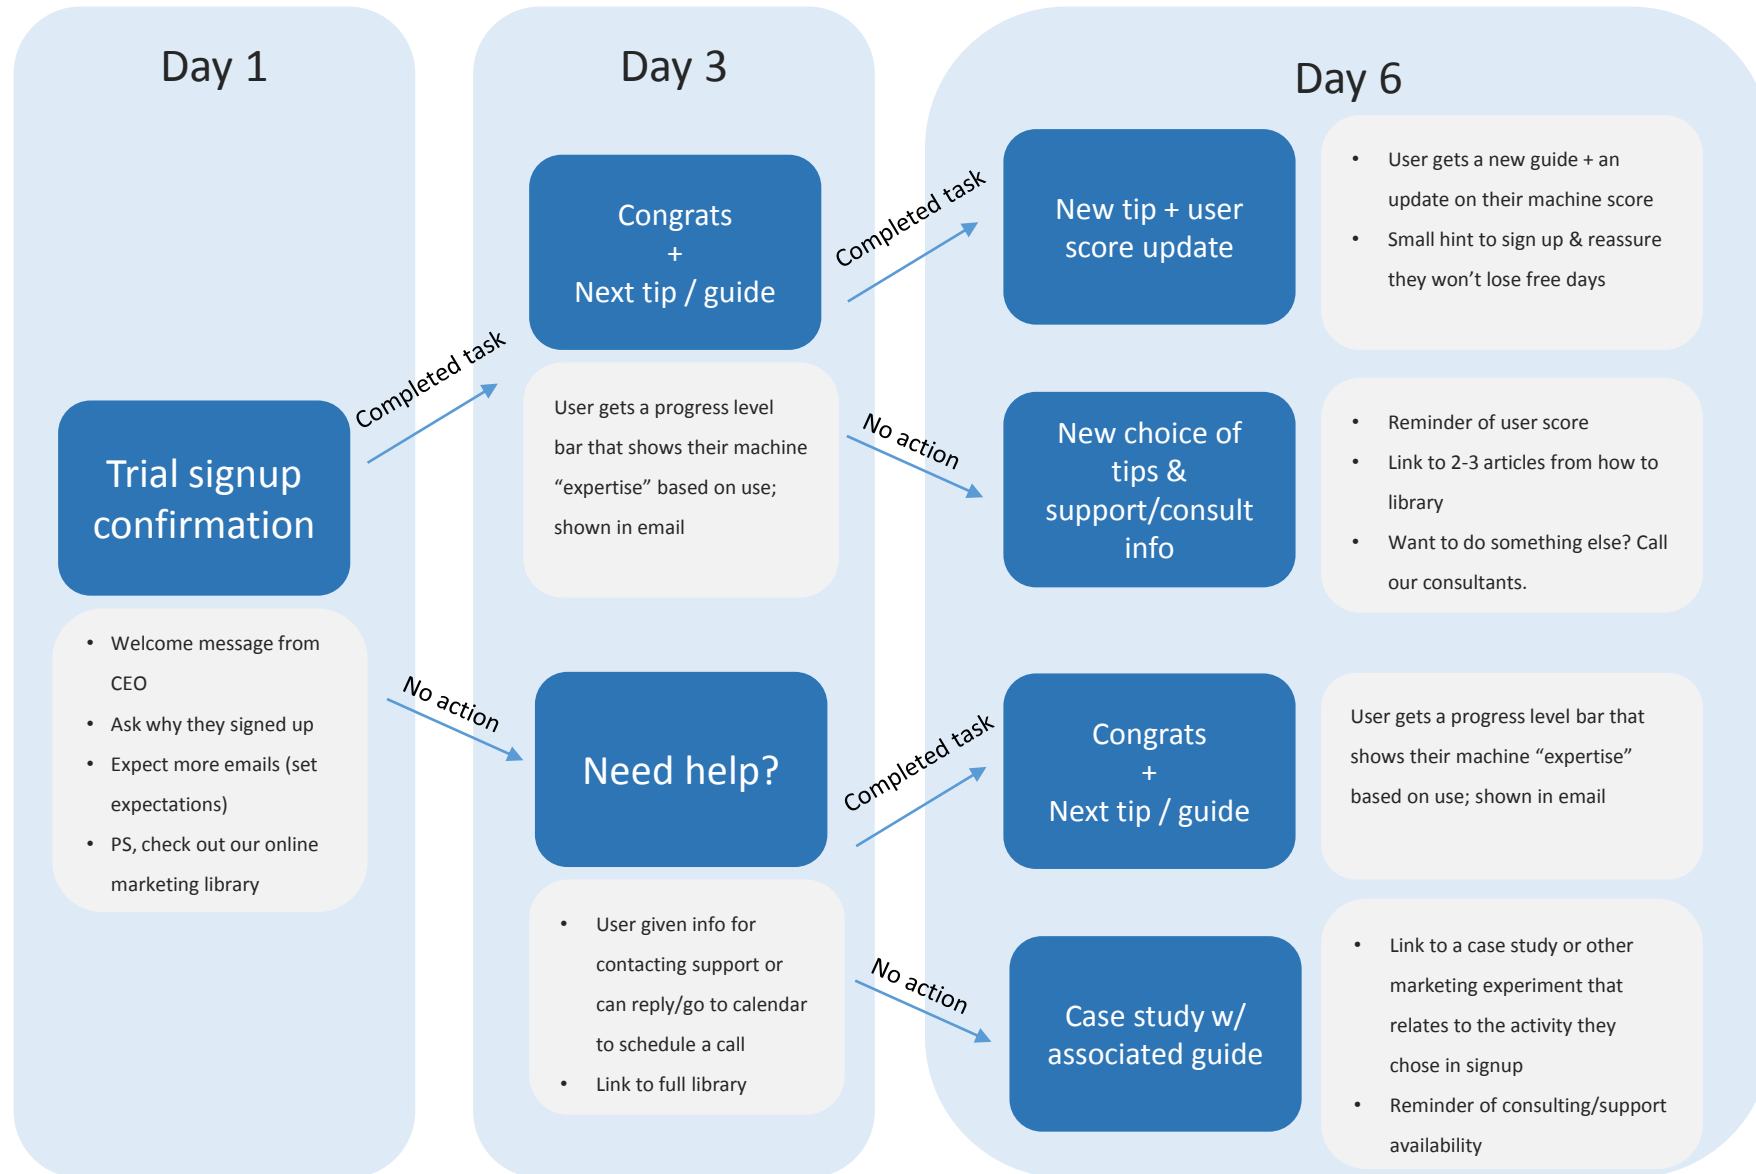 Day 1
Trial signup
confirmation
• Welcome message from
CEO
• Ask why they signed up
• Expect more emails (set
expectations)
• PS, check out our online
marketing library
Completed task
No action
Day 3
Congrats
+
Next tip / guide
User gets a progress level
bar that shows their machine
“expertise” based on use;
shown in email
Need help?
• User given info for
contacting support or
can reply/go to calendar
to schedule a call
• Link to full library
Completed task
No action
Completed task
No action
Day 6
New tip + user
score update
• User gets a new guide + an
update on their machine score
• Small hint to sign up & reassure
they won’t lose free days
New choice of
tips &
support/consult
info
• Reminder of user score
• Link to 2-3 articles from how to
library
• Want to do something else? Call
our consultants.
Congrats
+
Next tip / guide
User gets a progress level bar that
shows their machine “expertise”
based on use; shown in email
Case study w/
associated guide
• Link to a case study or other
marketing experiment that
relates to the activity they
chose in signup
• Reminder of consulting/support
availability